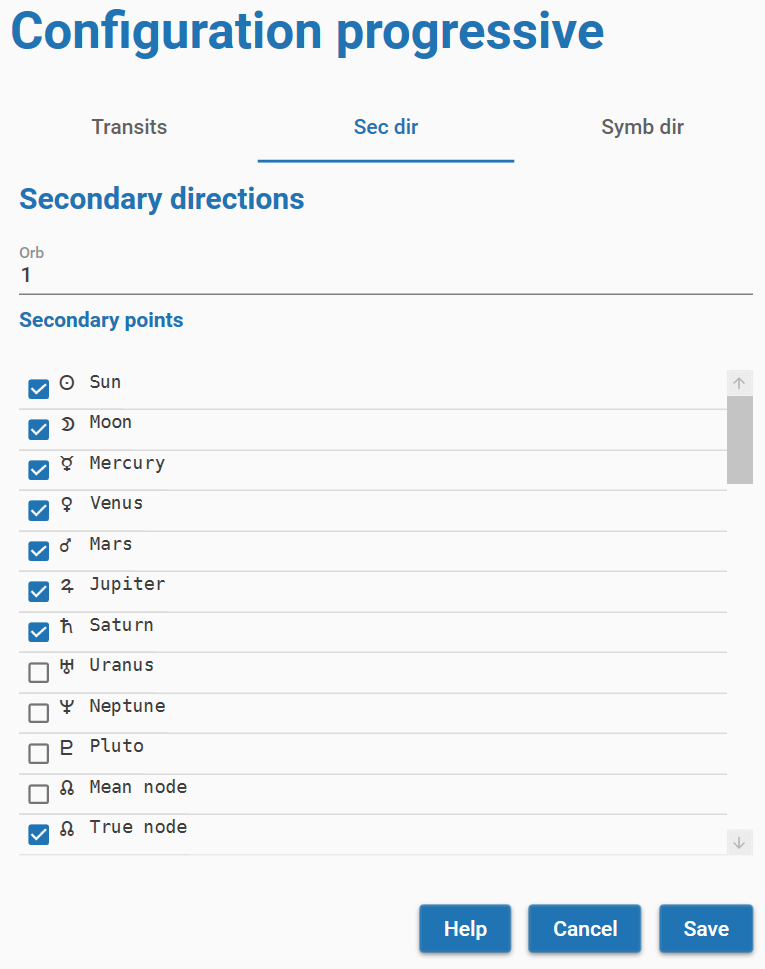 Configuration progressive
Transits Sec dir Symb dir
Secondary directions
Orb
1
Secondary points
☉ Sun
☽ Moon
☿ Mercury
♀ Venus
♂ Mars
♃ Jupiter
♄ Saturn
♅ Uranus
♆ Neptune
♇ Pluto
☊ Mean node
☊ True node
Help Cancel Save